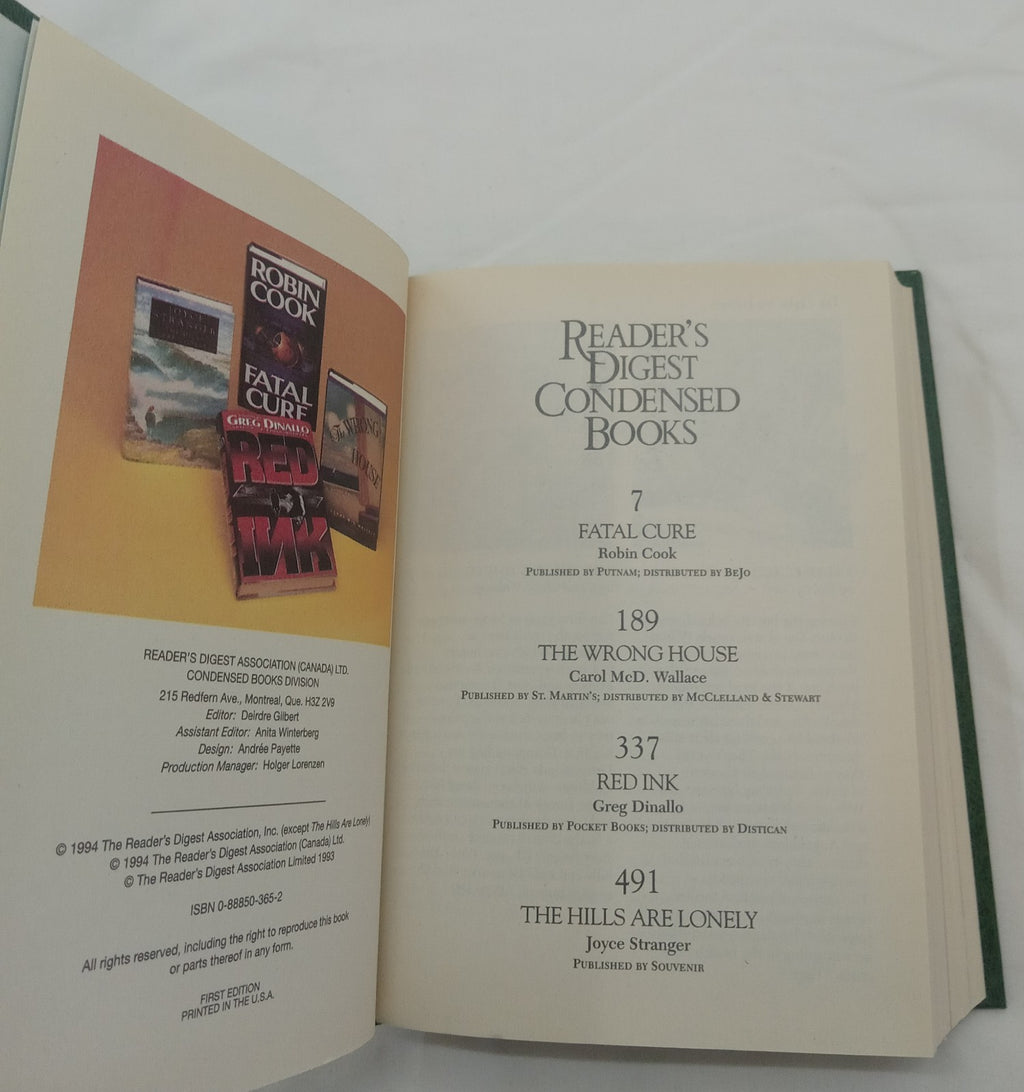 JOYCE
STRANGER
ROBIN
COOK
FATAL
CURE
GREG DINALLO
RED
INK
The WRONG
HOUSE
READER'S DIGEST ASSOCIATION (CANADA) LTD.
CONDENSED BOOKS DIVISION
215 Redfern Ave., Montreal, Que. H3Z 2V9
Editor: Deirdre Gilbert
Assistant Editor: Anita Winterberg
Design: Andrée Payette
Production Manager: Holger Lorenzen
© 1994 The Reader's Digest Association, Inc. (except The Hills Are Lonely)
© 1994 The Reader's Digest Association (Canada) Ltd.
© The Reader's Digest Association Limited 1993
ISBN 0-88850-365-2
All rights reserved, including the right to reproduce this book
or parts thereof in any form.
FIRST EDITION
PRINTED IN THE U.S.A.
READER'S
DIGEST
CONDENSED
BOOKS
7
FATAL CURE
Robin Cook
PUBLISHED BY PUTNAM; DISTRIBUTED BY BEJO
189
THE WRONG HOUSE
Carol McD. Wallace
PUBLISHED BY ST. MARTIN'S; DISTRIBUTED BY MCCLELLAND & STEWART
337
RED INK
Greg Dinallo
PUBLISHED BY POCKET BOOKS; DISTRIBUTED BY DISTICAN
491
THE HILLS ARE LONELY
Joyce Stranger
PUBLISHED BY SOUVENIR